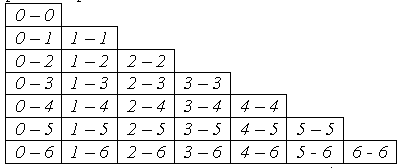 0 – 0
0 – 1 1 – 1
0 – 2 1 – 2 2 – 2
0 – 3 1 – 3 2 – 3 3 – 3
0 – 4 1 – 4 2 – 4 3 – 4 4 – 4
0 – 5 1 – 5 2 – 5 3 – 5 4 – 5 5 – 5
0 – 6 1 – 6 2 – 6 3 – 6 4 – 6 5 - 6 6 - 6